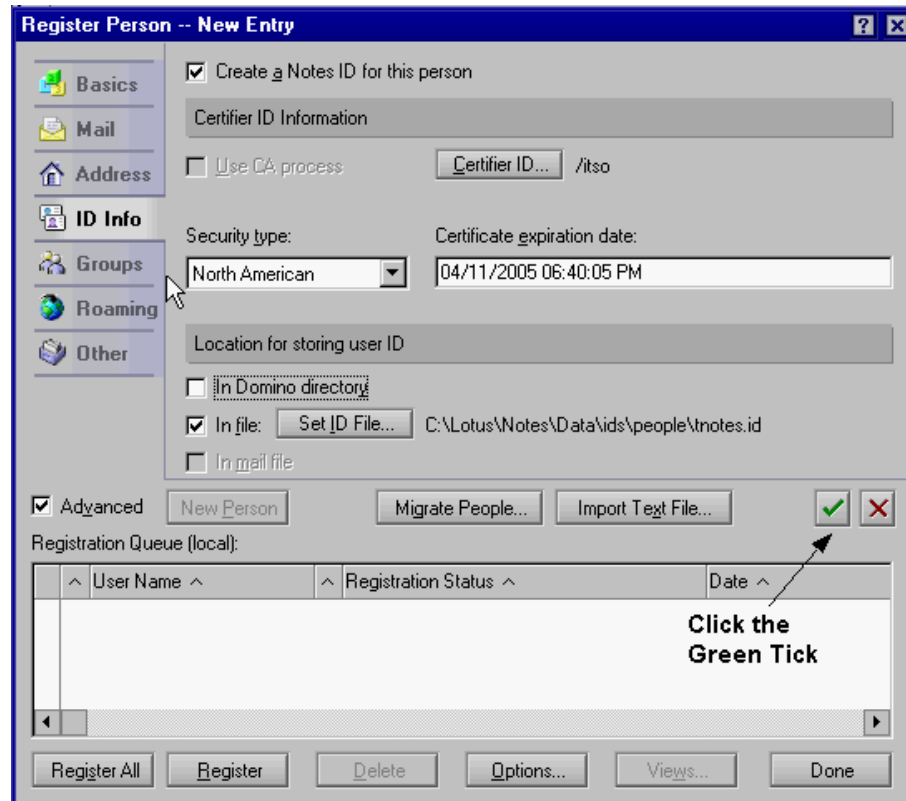 Register Person -- New Entry
Basics
Mail
Address
ID Info
Groups
Roaming
Other
Create a Notes ID for this person
Certifier ID Information
Use CA process
Certifier ID... /itso
Security type: Certificate expiration date:
North American 04/11/2005 06:40:05 PM
Location for storing user ID
In Domino directory
In file: Set ID File... C:\Lotus\Notes\Data\ids\people\tnotes.id
In mail file
Advanced New Person Migrate People... Import Text File...
Registration Queue (local):
User Name Registration Status Date
Click the
Green Tick
Register All Register Delete Options... Views... Done